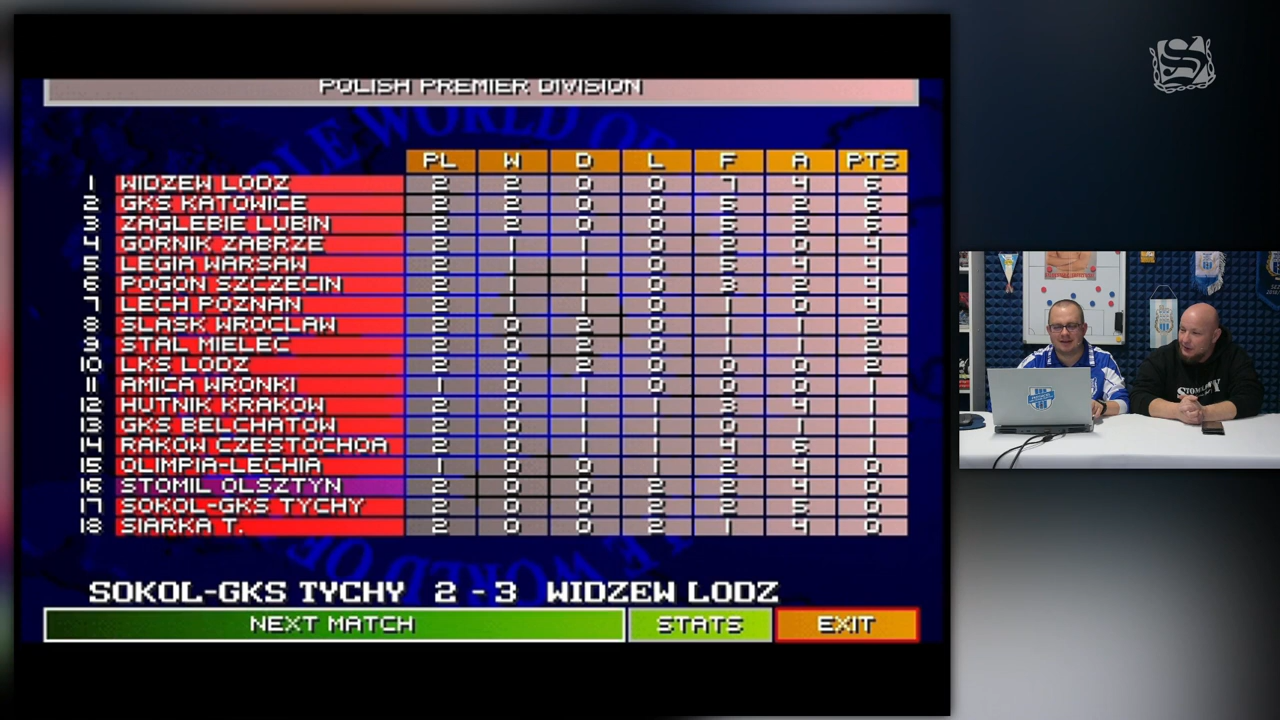 POLISH PREMIER DIVISION
PL W D L F A PTS
1 WIDZEW LODZ 2 2 0 0 7 4 6
2 GKS KATOWICE 2 2 0 0 5 2 6
3 ZAGLEBIE LUBIN 2 2 0 0 5 2 6
4 GORNIK ZABRZE 2 1 1 0 2 0 4
5 LEGIA WARSAW 2 1 1 0 5 4 4
6 POGON SZCZECIN 2 1 1 0 3 2 4
7 LECH POZNAN 2 1 1 0 1 0 4
8 SLASK WROCLAW 2 0 2 0 1 1 2
9 STAL MIELEC 2 0 2 0 1 1 2
10 LKS LODZ 2 0 2 0 0 0 2
11 AMICA WRONKI 1 0 1 0 0 0 1
12 HUTNIK KRAKOW 2 0 1 1 3 4 1
13 GKS BELCHATOW 2 0 1 1 0 1 1
14 RAKOW CZESTOCHOA 2 0 1 1 4 6 1
15 OLIMPIA-LECHIA 1 0 0 1 2 4 0
16 STOMIL OLSZTYN 2 0 0 2 2 4 0
17 SOKOL-GKS TYCHY 2 0 0 2 2 5 0
18 SIARKA T. 2 0 0 2 1 4 0
SOKOL-GKS TYCHY 2 - 3 WIDZEW LODZ
NEXT MATCH STATS EXIT